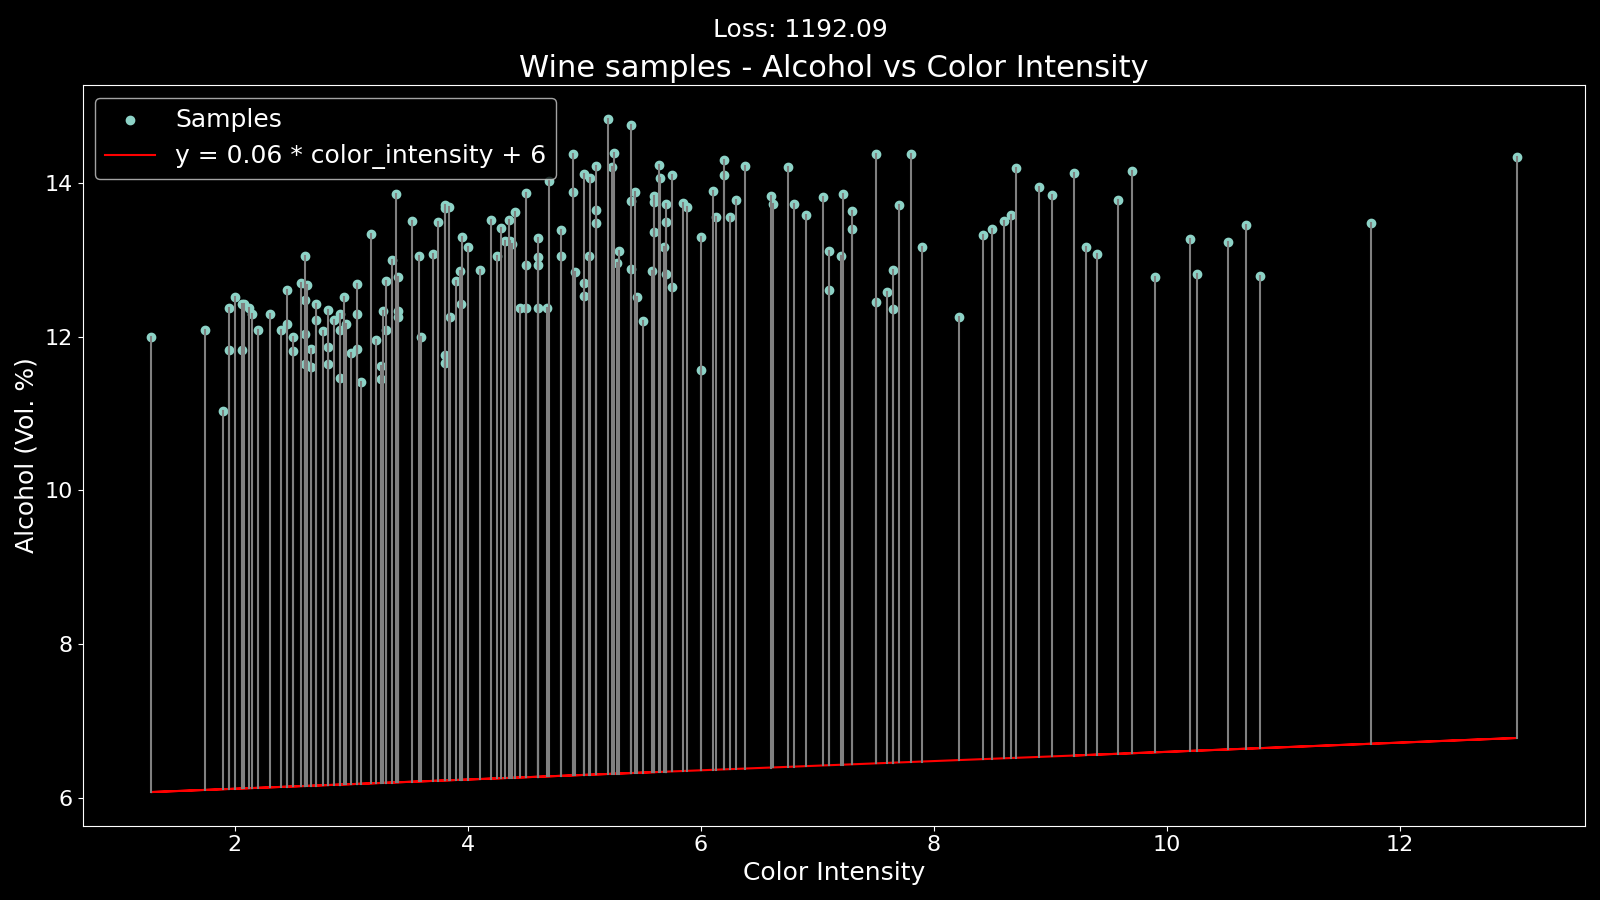 Loss: 1192.09
Wine samples - Alcohol vs Color Intensity
Samples
y = 0.06 * color_intensity + 6
Alcohol (Vol. %)
14
12
10
8
6
2 4 6 8 10 12
Color Intensity